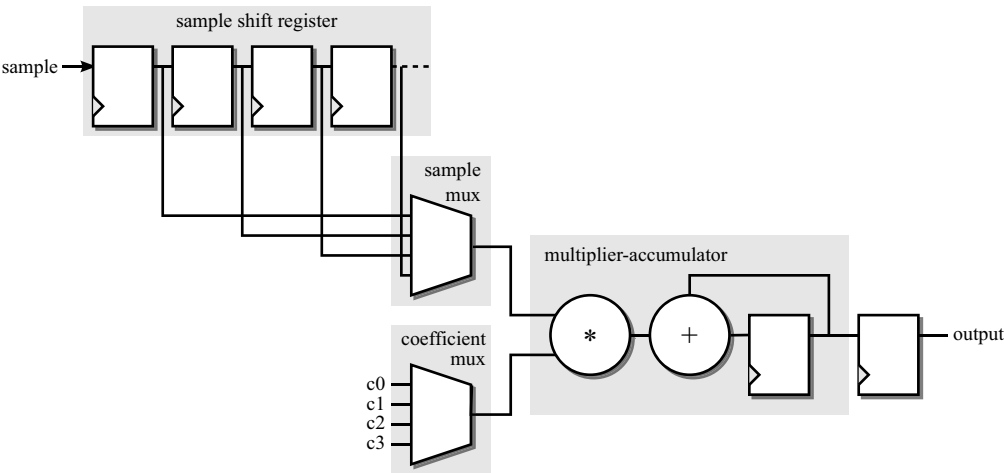 sample shift register
sample
sample
mux
multiplier-accumulator
*
+
output
coefficient
mux
c0
c1
c2
c3